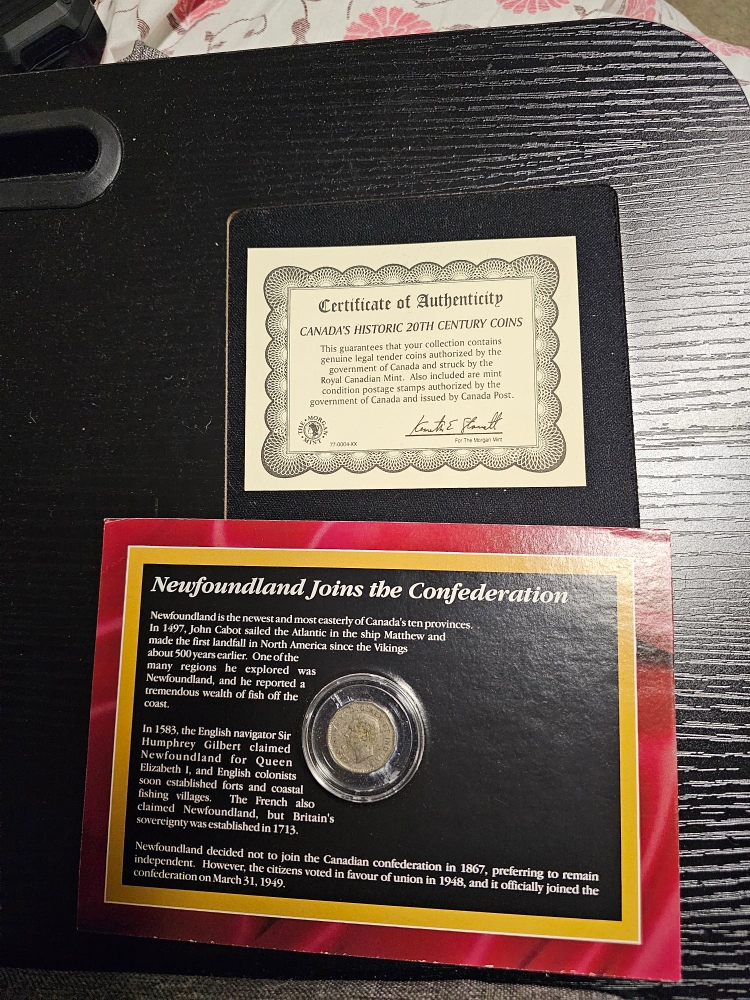 Certificate of Authenticity
CANADA'S HISTORIC 20TH CENTURY COINS
This guarantees that your collection contains
genuine legal tender coins authorized by the
government of Canada and struck by the
Royal Canadian Mint. Also included are mint
condition postage stamps authorized by the
government of Canada and issued by Canada Post.
THE MORGAN MINT
77-0004-XX
For The Morgan Mint
Newfoundland Joins the Confederation
Newfoundland is the newest and most easterly of Canada's ten provinces.
In 1497, John Cabot sailed the Atlantic in the ship Matthew and
made the first landfall in North America since the Vikings
about 500 years earlier. One of the
many regions he explored was
Newfoundland, and he reported a
tremendous wealth of fish off the
coast.
In 1583, the English navigator Sir
Humphrey Gilbert claimed
Newfoundland for Queen
Elizabeth I, and English colonists
soon established forts and coastal
fishing villages. The French also
claimed Newfoundland, but Britain's
sovereignty was established in 1713.
Newfoundland decided not to join the Canadian confederation in 1867, preferring to remain
independent. However, the citizens voted in favour of union in 1948, and it officially joined the
confederation on March 31, 1949.